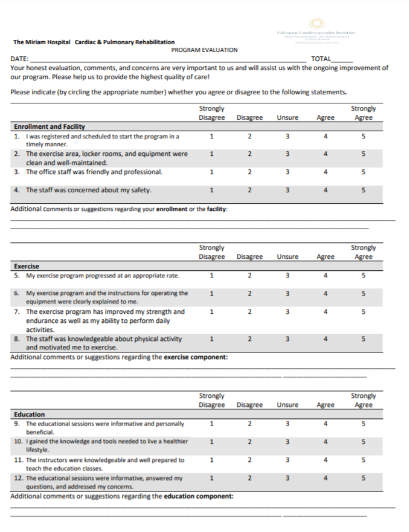 Lifespan Cardiovascular Institute
The Miriam Hospital Cardiac & Pulmonary Rehabilitation
PROGRAM EVALUATION
DATE: TOTAL
Your honest evaluation, comments, and concerns are very important to us and will assist us with the ongoing improvement of
our program. Please help us to provide the highest quality of care!
Please indicate (by circling the appropriate number) whether you agree or disagree to the following statements.
Strongly Strongly
Disagree Disagree Unsure Agree Agree
Enrollment and Facility
1. I was registered and scheduled to start the program in a 1 2 3 4 5
timely manner.
2. The exercise area, locker rooms, and equipment were 1 2 3 4 5
clean and well-maintained.
3. The office staff was friendly and professional. 1 2 3 4 5
4. The staff was concerned about my safety. 1 2 3 4 5
Additional comments or suggestions regarding your enrollment or the facility:
Strongly Strongly
Disagree Disagree Unsure Agree Agree
Exercise
5. My exercise program progressed at an appropriate rate. 1 2 3 4 5
6. My exercise program and the instructions for operating the 1 2 3 4 5
equipment were clearly explained to me.
7. The exercise program has improved my strength and 1 2 3 4 5
endurance as well as my ability to perform daily
activities.
8. The staff was knowledgeable about physical activity 1 2 3 4 5
and motivated me to exercise.
Additional comments or suggestions regarding the exercise component:
Strongly Strongly
Disagree Disagree Unsure Agree Agree
Education
9. The educational sessions were informative and personally 1 2 3 4 5
beneficial.
10. I gained the knowledge and tools needed to live a healthier 1 2 3 4 5
lifestyle.
11. The instructors were knowledgeable and well prepared to 1 2 3 4 5
teach the education classes.
12. The educational sessions were informative, answered my 1 2 3 4 5
questions, and addressed my concerns.
Additional comments or suggestions regarding the education component: